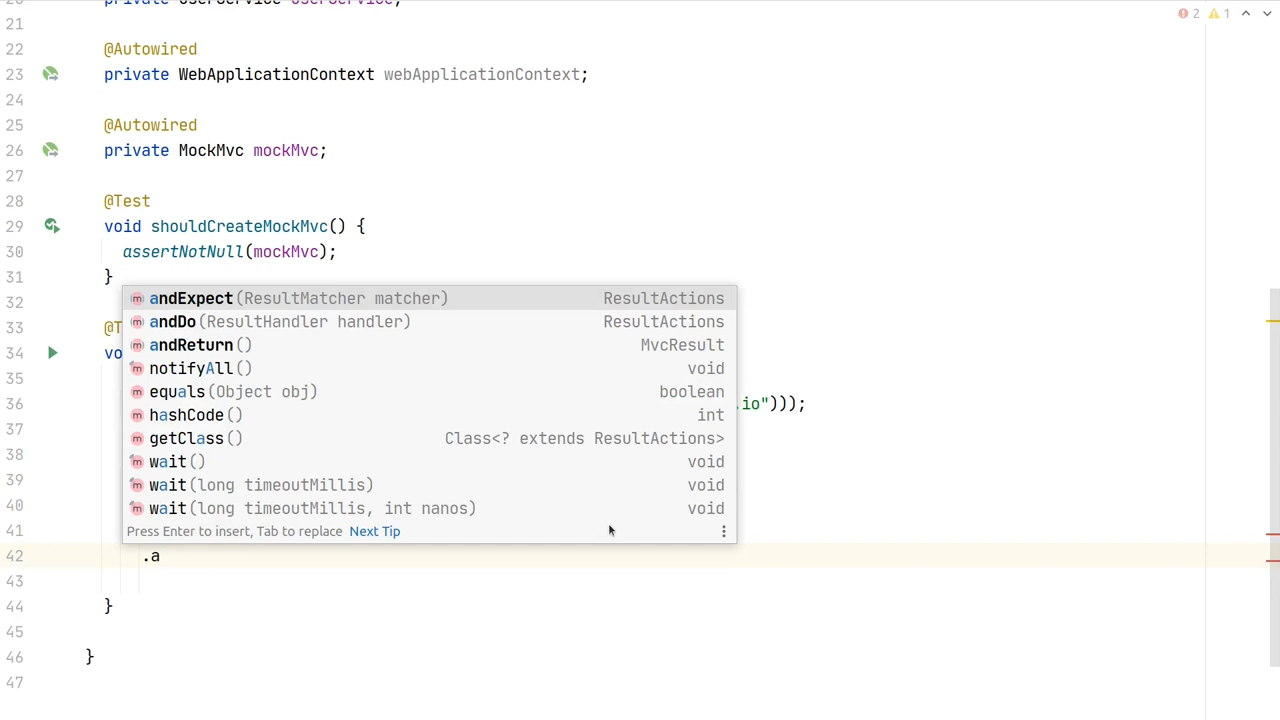 private UserService userService;
2 1
21
22 @Autowired
23 private WebApplicationContext webApplicationContext;
24
25 @Autowired
26 private MockMvc mockMvc;
27
28 @Test
29 void shouldCreateMockMvc() {
30 assertNotNull(mockMvc);
31 }
32
33 @T
34 vo
35
36 .io")));
37
38
39
40
41
andExpect(ResultMatcher matcher) ResultActions
andDo(ResultHandler handler) ResultActions
andReturn() MvcResult
notifyAll() void
equals(Object obj) boolean
hashCode() int
getClass() Class<? extends ResultActions>
wait() void
wait(long timeoutMillis) void
wait(long timeoutMillis, int nanos) void
Press Enter to insert, Tab to replace Next Tip
42 .a
43
44 }
45
46 }
47